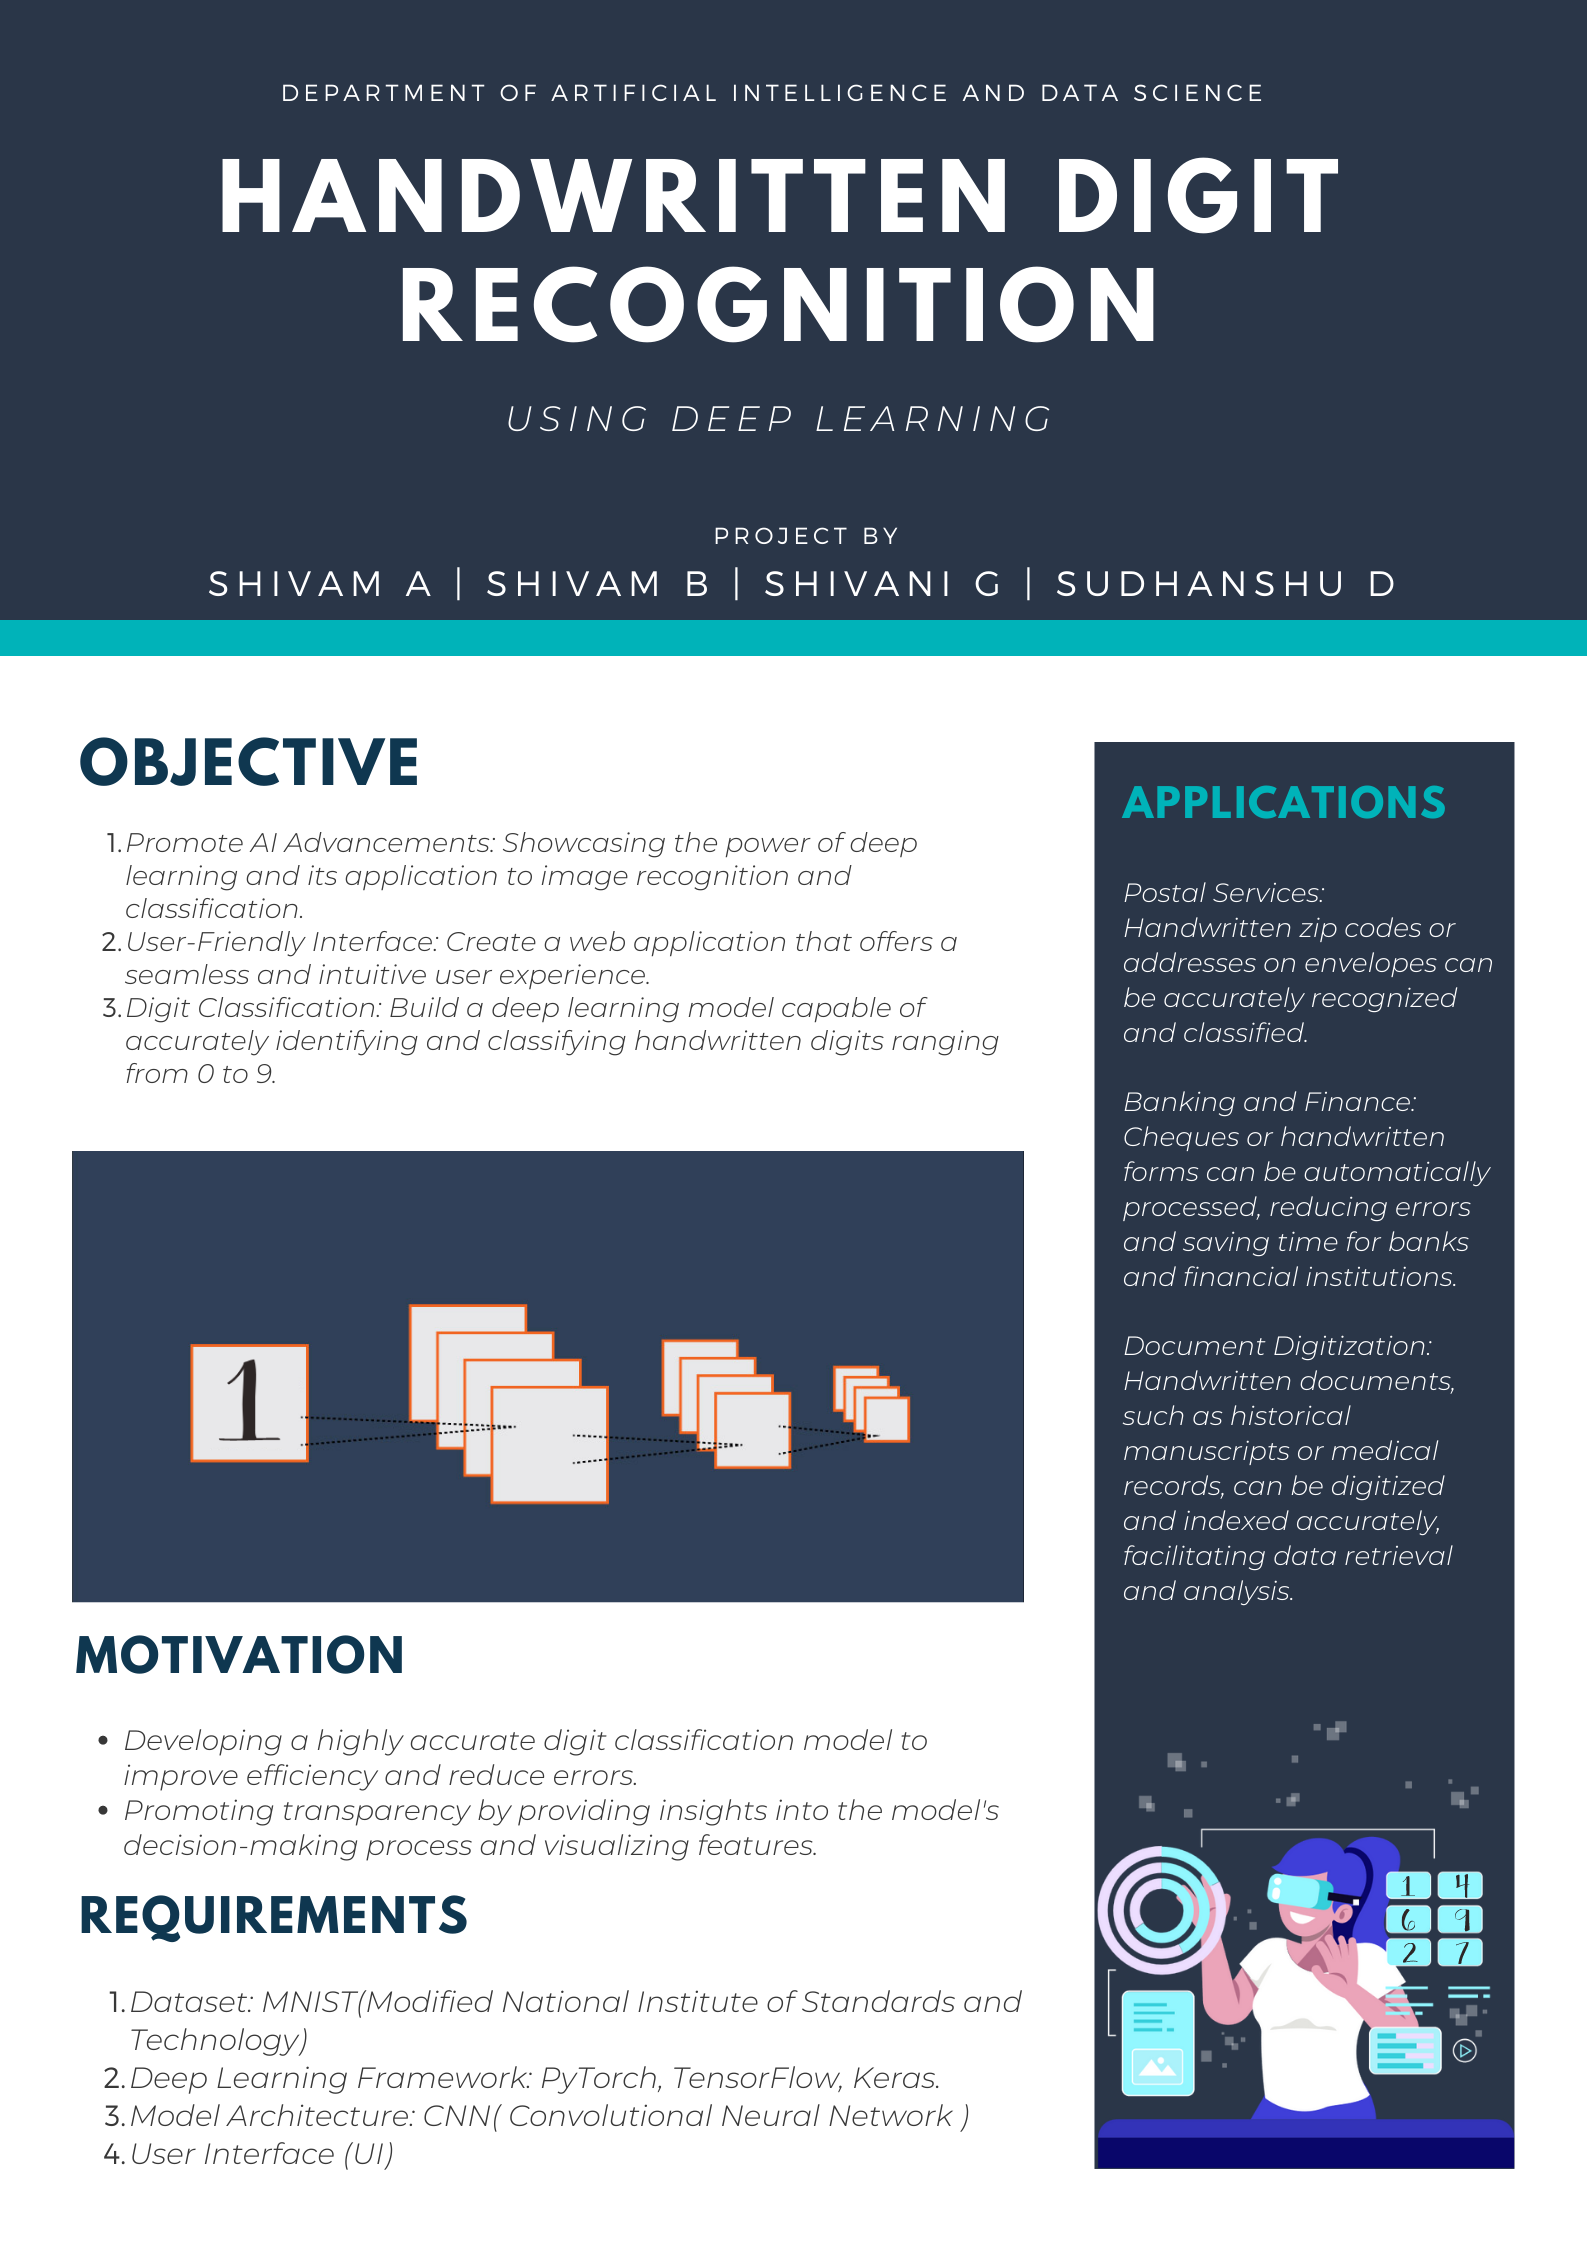 DEPARTMENT OF ARTIFICIAL INTELLIGENCE AND DATA SCIENCE
HANDWRITTEN DIGIT
RECOGNITION
USING DEEP LEARNING
PROJECT BY
SHIVAM A | SHIVAM B | SHIVANI G | SUDHANSHU D
OBJECTIVE
1. Promote AI Advancements: Showcasing the power of deep
learning and its application to image recognition and
classification.
2. User-Friendly Interface: Create a web application that offers a
seamless and intuitive user experience.
3. Digit Classification: Build a deep learning model capable of
accurately identifying and classifying handwritten digits ranging
from 0 to 9.
1
MOTIVATION
• Developing a highly accurate digit classification model to
improve efficiency and reduce errors.
• Promoting transparency by providing insights into the model's
decision-making process and visualizing features.
REQUIREMENTS
1. Dataset: MNIST(Modified National Institute of Standards and
Technology)
2. Deep Learning Framework: PyTorch, TensorFlow, Keras.
3. Model Architecture: CNN( Convolutional Neural Network )
4. User Interface (UI)
APPLICATIONS
Postal Services:
Handwritten zip codes or
addresses on envelopes can
be accurately recognized
and classified.
Banking and Finance:
Cheques or handwritten
forms can be automatically
processed, reducing errors
and saving time for banks
and financial institutions.
Document Digitization:
Handwritten documents,
such as historical
manuscripts or medical
records, can be digitized
and indexed accurately,
facilitating data retrieval
and analysis.
1 4
6 9
2 7